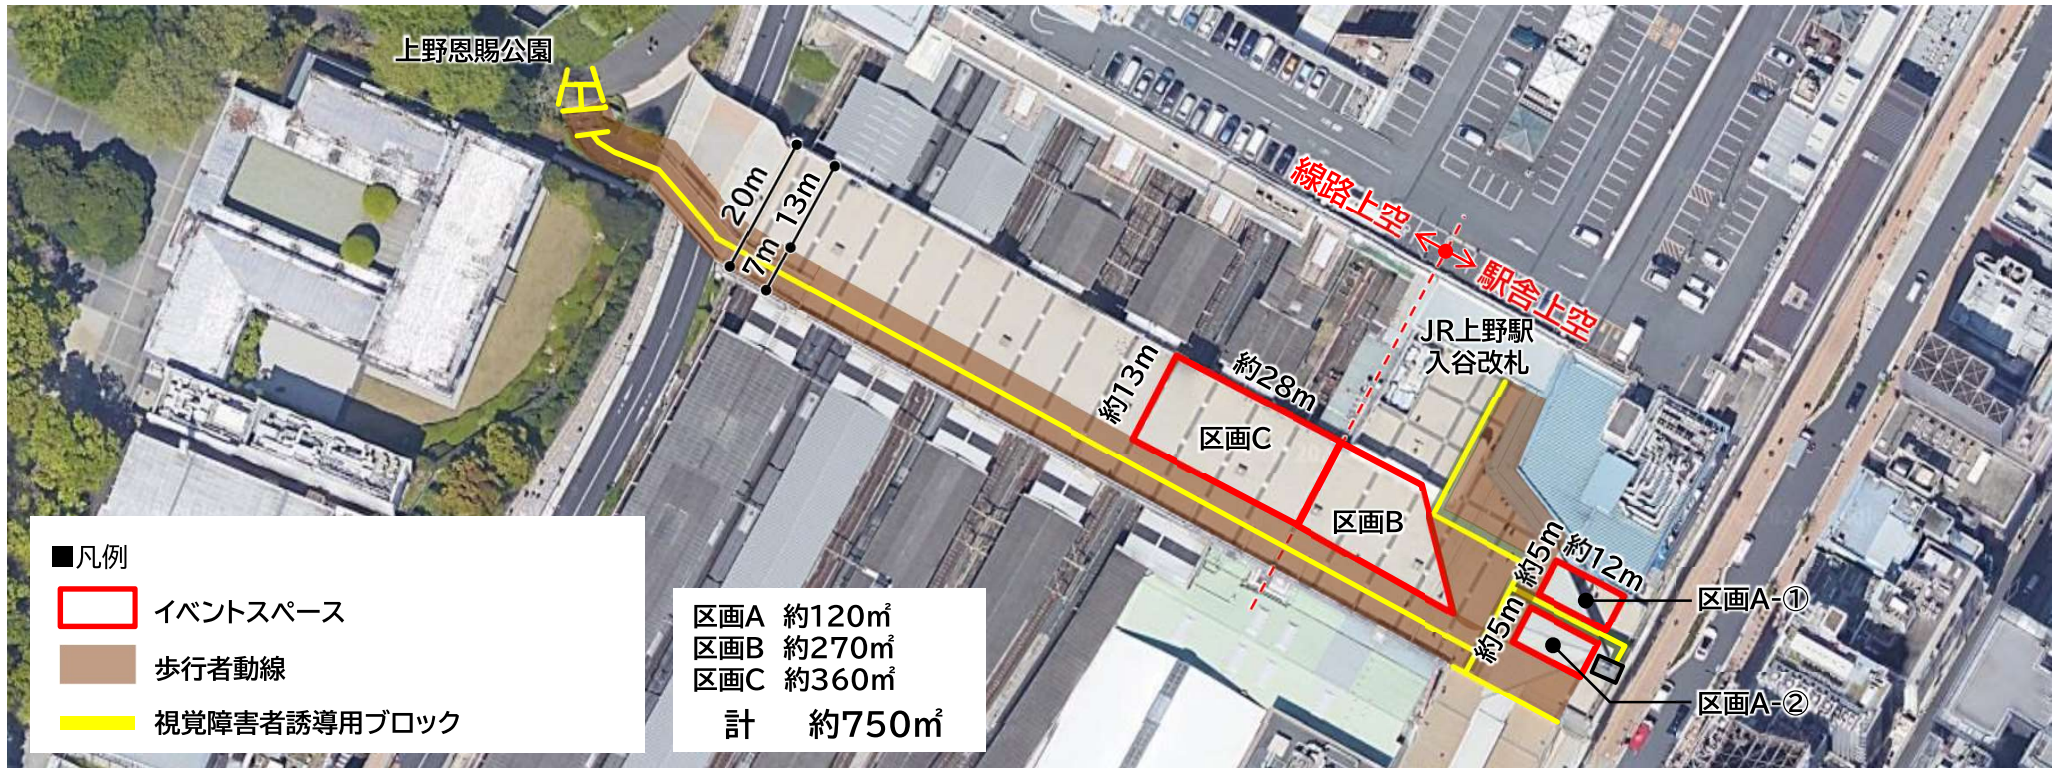 上野恩賜公園
20m
13m
7m
線路上空
駅舎上空
JR上野駅
入谷改札
約13m
約28m
区画C
区画B
約5m
約12m
約5m
区画A-①
区画A-②
■凡例
イベントスペース
歩行者動線
視覚障害者誘導用ブロック
区画A 約120㎡
区画B 約270㎡
区画C 約360㎡
計 約750㎡